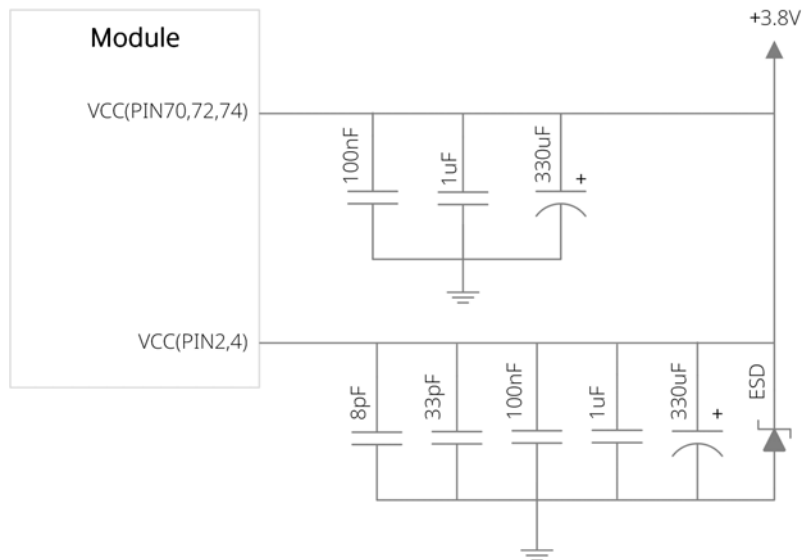 +3.8V
Module
VCC(PIN70,72,74)
100nF
1uF
330uF
+
VCC(PIN2,4)
8pF
33pF
100nF
1uF
330uF
+
ESD